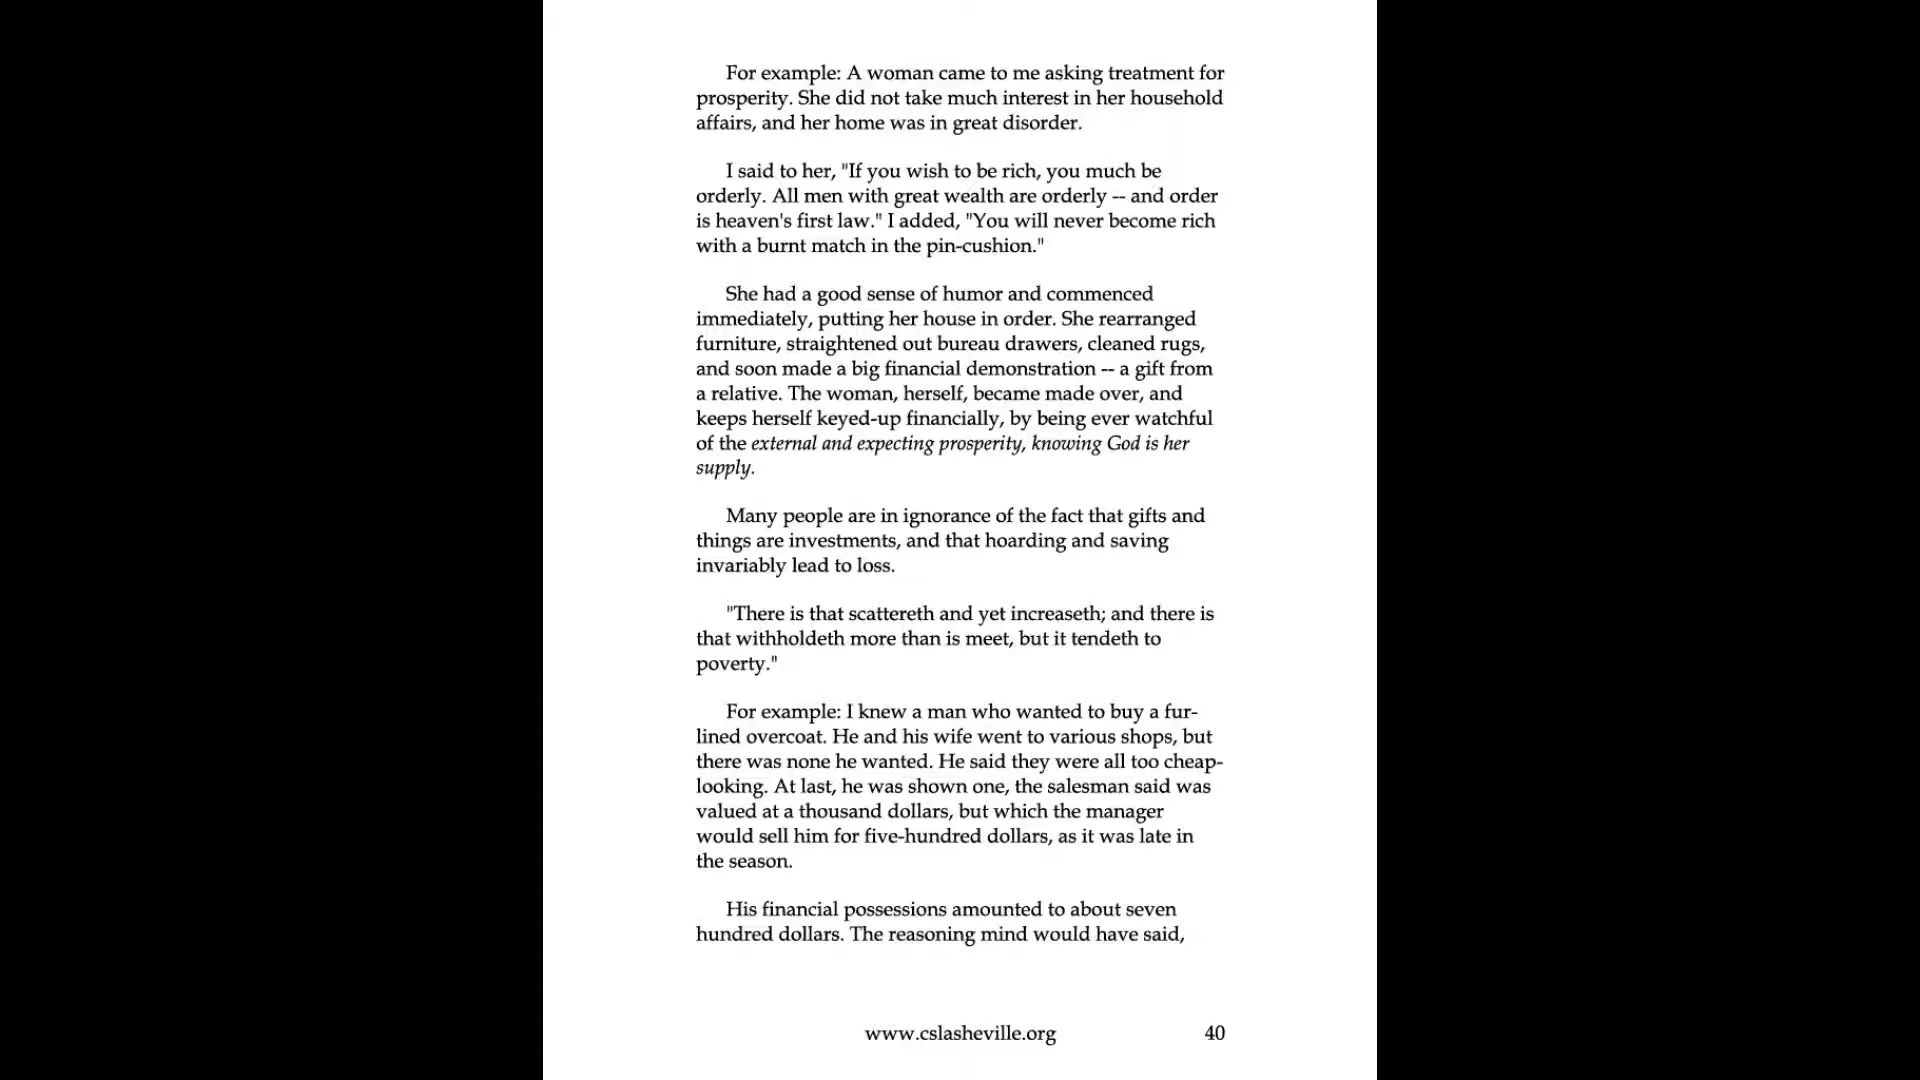 For example: A woman came to me asking treatment for
prosperity. She did not take much interest in her household
affairs, and her home was in great disorder.
I said to her, "If you wish to be rich, you much be
orderly. All men with great wealth are orderly -- and order
is heaven's first law." I added, "You will never become rich
with a burnt match in the pin-cushion."
She had a good sense of humor and commenced
immediately, putting her house in order. She rearranged
furniture, straightened out bureau drawers, cleaned rugs,
and soon made a big financial demonstration -- a gift from
a relative. The woman, herself, became made over, and
keeps herself keyed-up financially, by being ever watchful
of the external and expecting prosperity, knowing God is her
supply.
Many people are in ignorance of the fact that gifts and
things are investments, and that hoarding and saving
invariably lead to loss.
"There is that scattereth and yet increaseth; and there is
that withholdeth more than is meet, but it tendeth to
poverty."
For example: I knew a man who wanted to buy a fur-
lined overcoat. He and his wife went to various shops, but
there was none he wanted. He said they were all too cheap-
looking. At last, he was shown one, the salesman said was
valued at a thousand dollars, but which the manager
would sell him for five-hundred dollars, as it was late in
the season.
His financial possessions amounted to about seven
hundred dollars. The reasoning mind would have said,
www.cslasheville.org 40